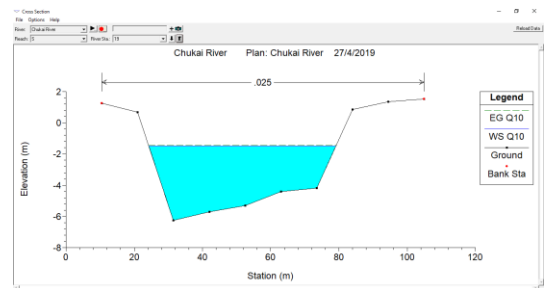 Cross Section
File Options Help
River: Chukai River
Reach: 0 River Sta.: 19
Reload Data
Chukai River Plan: Chukai River 27/4/2019
.025
Legend
EG Q10
WS Q10
Ground
Bank Sta
Elevation (m)
2
0
-2
-4
-6
-8
0 20 40 60 80 100 120
Station (m)